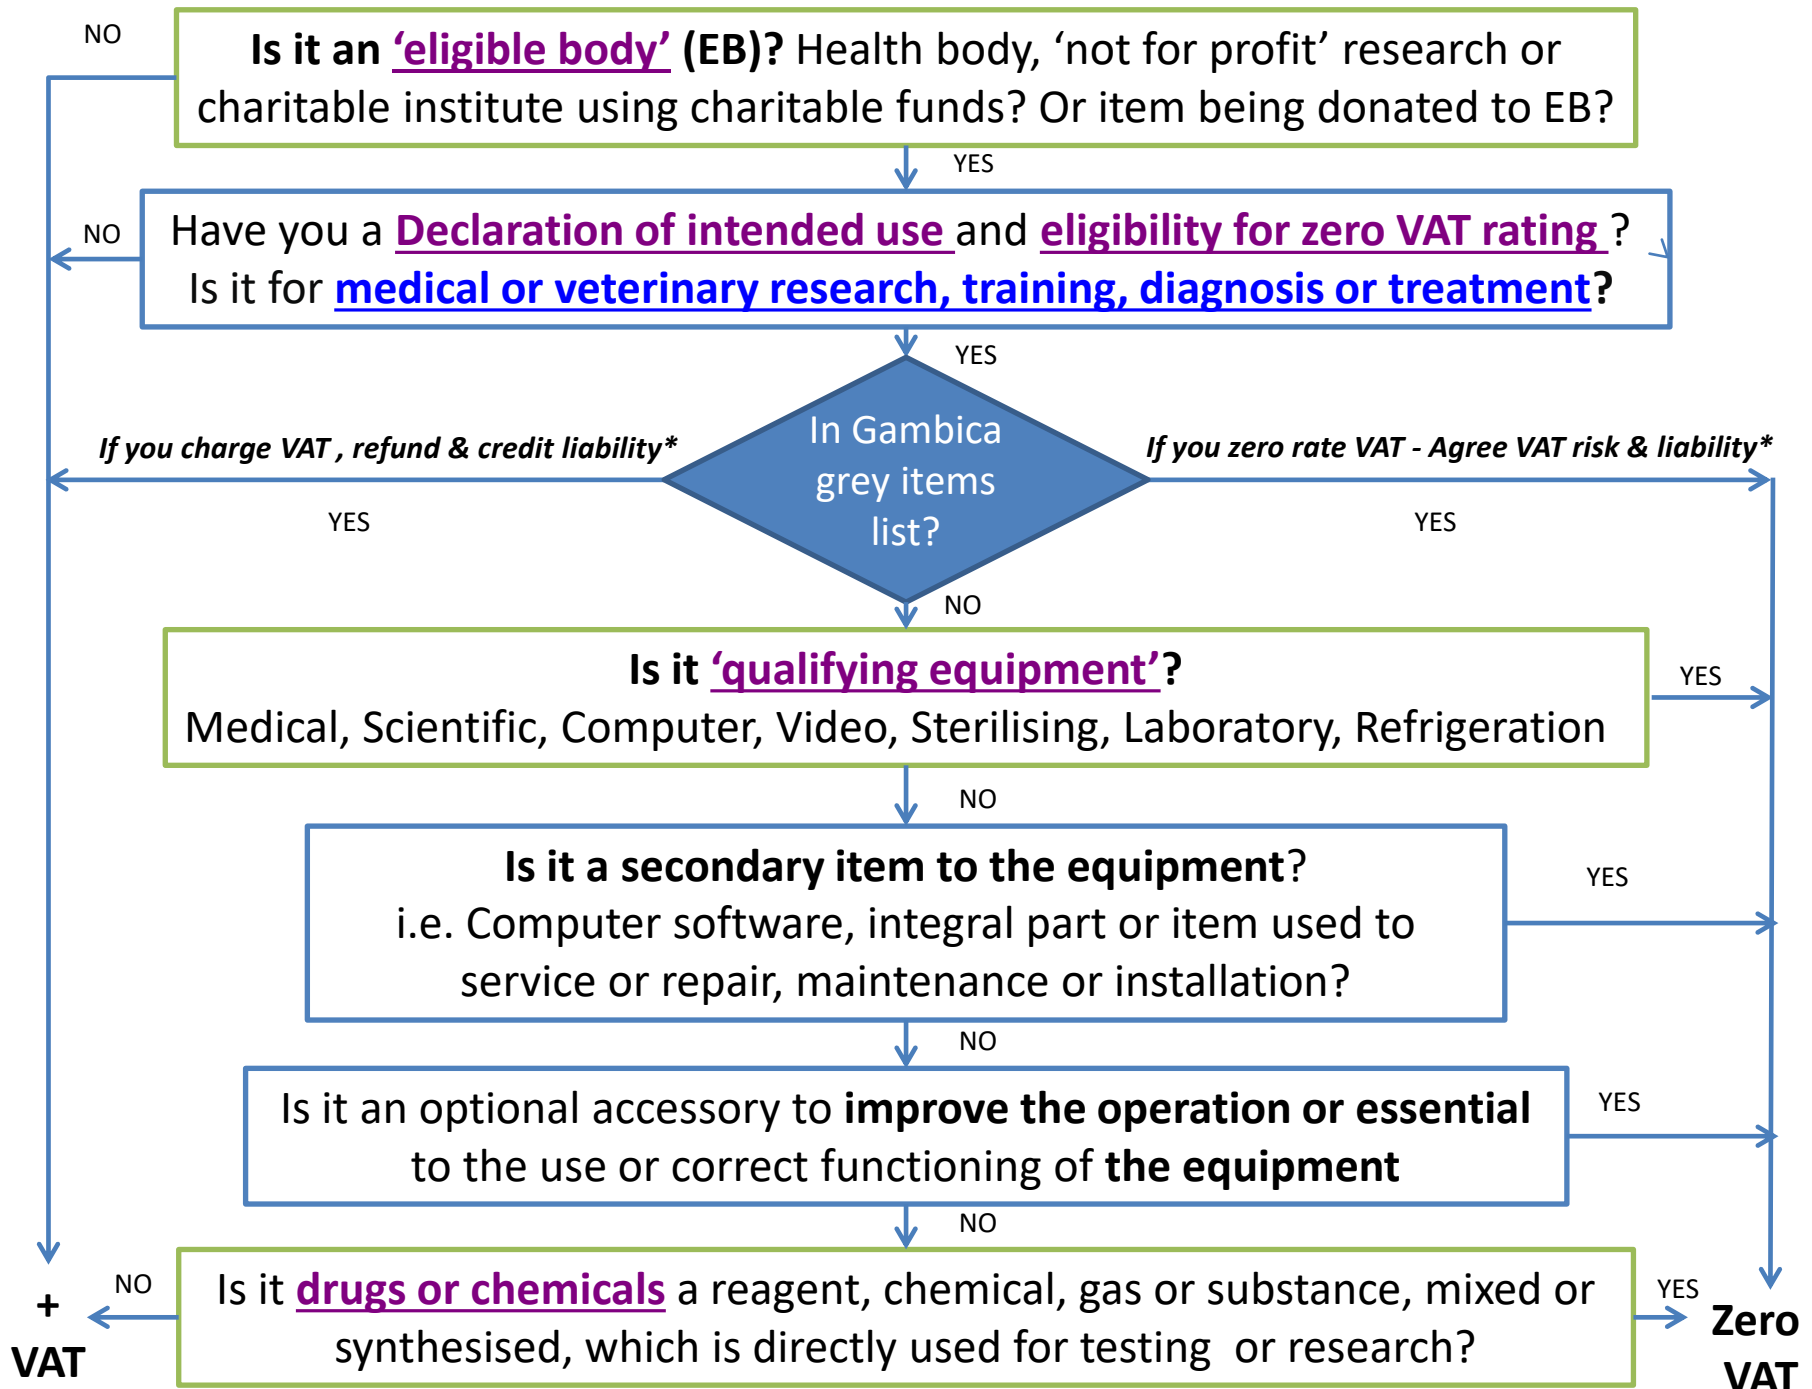 NO
Is it an ‘eligible body’ (EB)? Health body, ‘not for profit’ research or
charitable institute using charitable funds? Or item being donated to EB?
YES
NO
Have you a Declaration of intended use and eligibility for zero VAT rating ?
Is it for medical or veterinary research, training, diagnosis or treatment?
YES
If you charge VAT , refund & credit liability*
YES
In Gambica
grey items
list?
If you zero rate VAT - Agree VAT risk & liability*
YES
NO
Is it ‘qualifying equipment’?
Medical, Scientific, Computer, Video, Sterilising, Laboratory, Refrigeration
YES
NO
Is it a secondary item to the equipment?
i.e. Computer software, integral part or item used to
service or repair, maintenance or installation?
YES
NO
Is it an optional accessory to improve the operation or essential
to the use or correct functioning of the equipment
YES
NO
Is it drugs or chemicals a reagent, chemical, gas or substance, mixed or
synthesised, which is directly used for testing  or research?
NO
+
VAT
YES
Zero
VAT